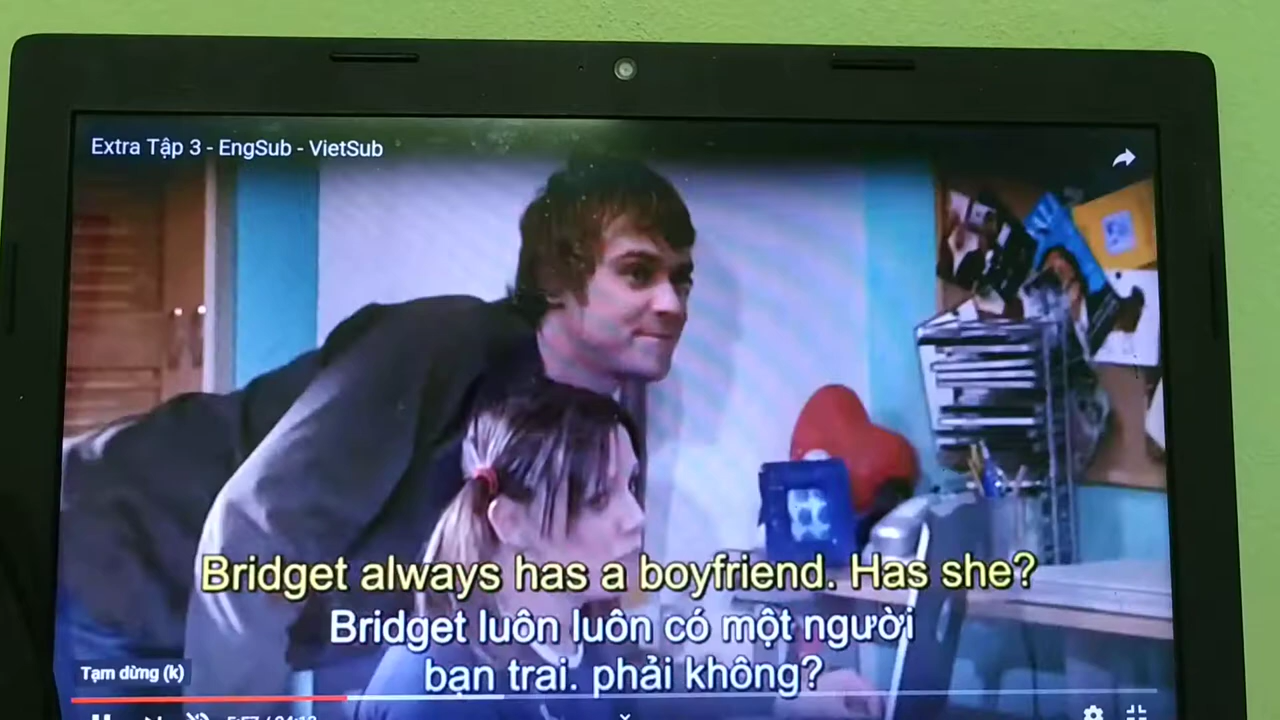 Extra Tập 3 - EngSub - VietSub
Bridget always has a boyfriend. Has she?
Bridget luôn luôn có một người
bạn trai. phải không?
Tạm dừng (k)